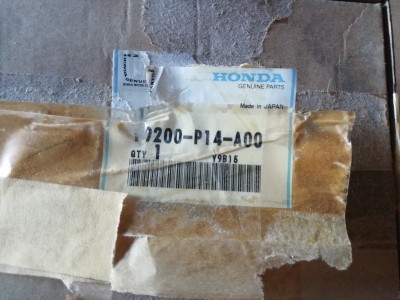 HONDA
GENUINE PARTS
Made in JAPAN
9200-P14-A00
QTY 1
Y9B16